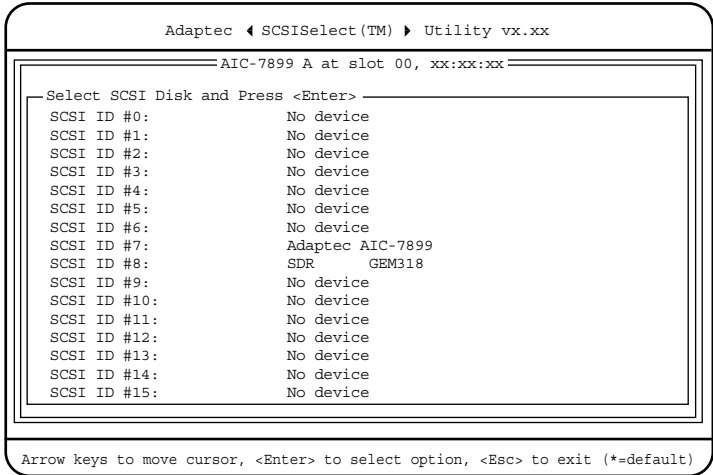 Adaptec ◀ SCSISelect(TM) ▶ Utility vx.xx
AIC-7899 A at slot 00, xx:xx:xx
Select SCSI Disk and Press <Enter>
SCSI ID #0: No device
SCSI ID #1: No device
SCSI ID #2: No device
SCSI ID #3: No device
SCSI ID #4: No device
SCSI ID #5: No device
SCSI ID #6: No device
SCSI ID #7: Adaptec AIC-7899
SCSI ID #8: SDR GEM318
SCSI ID #9: No device
SCSI ID #10: No device
SCSI ID #11: No device
SCSI ID #12: No device
SCSI ID #13: No device
SCSI ID #14: No device
SCSI ID #15: No device
Arrow keys to move cursor, <Enter> to select option, <Esc> to exit (*=default)